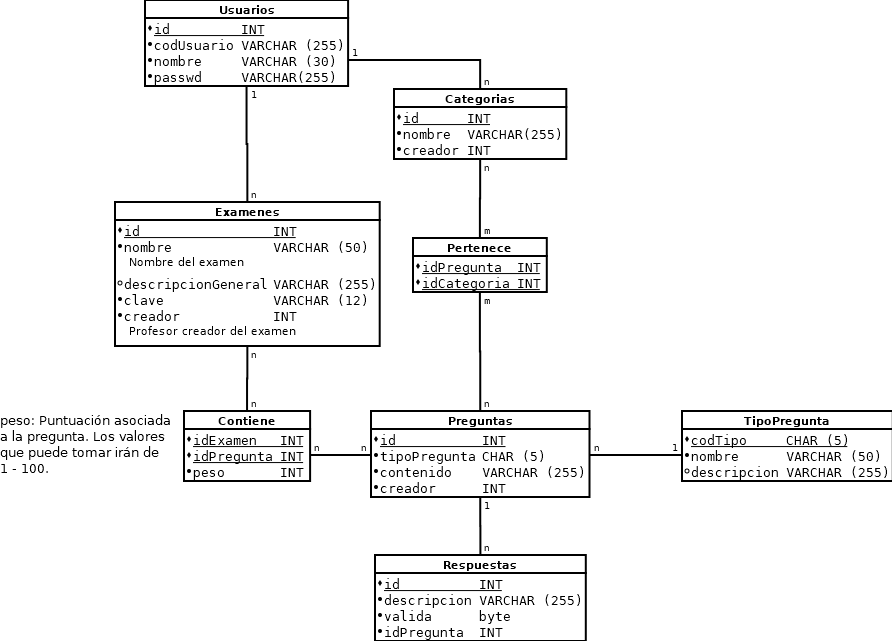 Usuarios
id INT
codUsuario VARCHAR (255)
nombre VARCHAR (30)
passwd VARCHAR(255)
1
n
1
n
Categorias
id INT
nombre VARCHAR(255)
creador INT
n
m
Examenes
id INT
nombre VARCHAR (50)
Nombre del examen
descripcionGeneral VARCHAR (255)
clave VARCHAR (12)
creador INT
Profesor creador del examen
n
n
Pertenece
idPregunta INT
idCategoria INT
m
n
peso: Puntuación asociada
a la pregunta. Los valores
que puede tomar irán de
1 - 100.
Contiene
idExamen INT
idPregunta INT
peso INT
n
n
Preguntas
id INT
tipoPregunta CHAR (5)
contenido VARCHAR (255)
creador INT
n
1
TipoPregunta
codTipo CHAR (5)
nombre VARCHAR (50)
descripcion VARCHAR (255)
1
n
Respuestas
id INT
descripcion VARCHAR (255)
valida byte
idPregunta INT